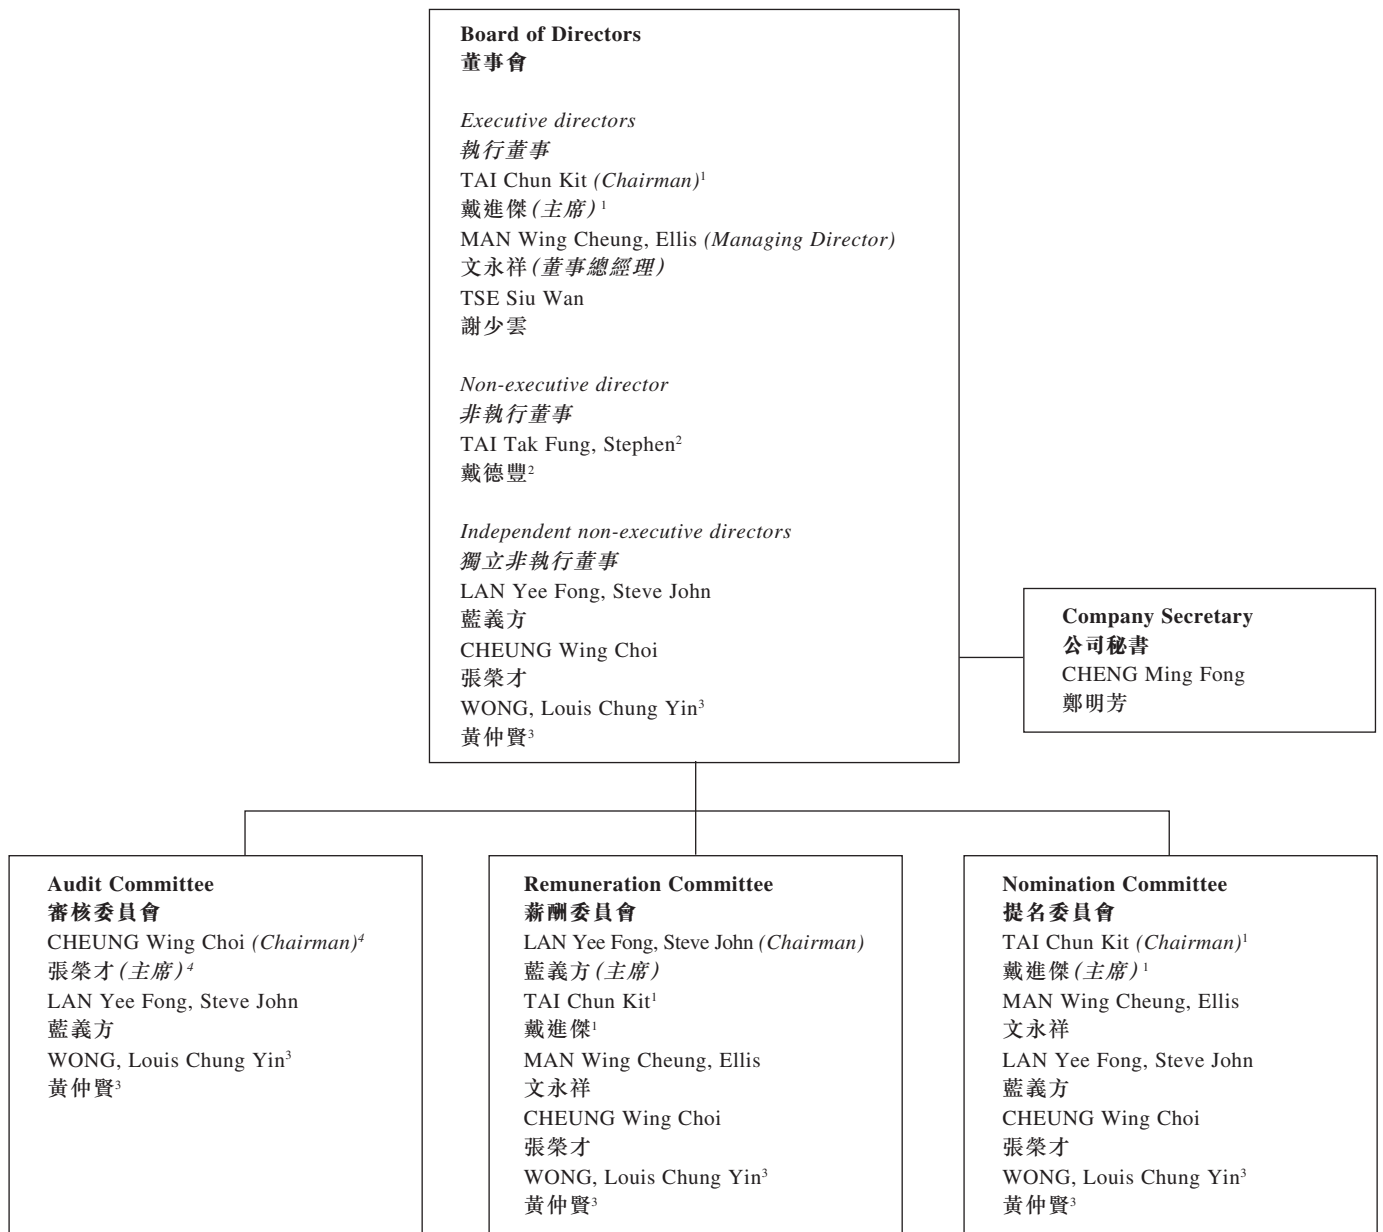 Board of Directors
董事會
Executive directors
執行董事
TAI Chun Kit (Chairman)¹
戴進傑(主席)¹
MAN Wing Cheung, Ellis (Managing Director)
文永祥(董事總經理)
TSE Siu Wan
謝少雲
Non-executive director
非執行董事
TAI Tak Fung, Stephen²
戴德豐²
Independent non-executive directors
獨立非執行董事
LAN Yee Fong, Steve John
藍義方
CHEUNG Wing Choi
張榮才
WONG, Louis Chung Yin³
黃仲賢³
Company Secretary
公司秘書
CHENG Ming Fong
鄭明芳
Audit Committee
審核委員會
CHEUNG Wing Choi (Chairman)⁴
張榮才(主席)⁴
LAN Yee Fong, Steve John
藍義方
WONG, Louis Chung Yin³
黃仲賢³
Remuneration Committee
薪酬委員會
LAN Yee Fong, Steve John (Chairman)
藍義方(主席)
TAI Chun Kit¹
戴進傑¹
MAN Wing Cheung, Ellis
文永祥
CHEUNG Wing Choi
張榮才
WONG, Louis Chung Yin³
黃仲賢³
Nomination Committee
提名委員會
TAI Chun Kit (Chairman)¹
戴進傑(主席)¹
MAN Wing Cheung, Ellis
文永祥
LAN Yee Fong, Steve John
藍義方
CHEUNG Wing Choi
張榮才
WONG, Louis Chung Yin³
黃仲賢³